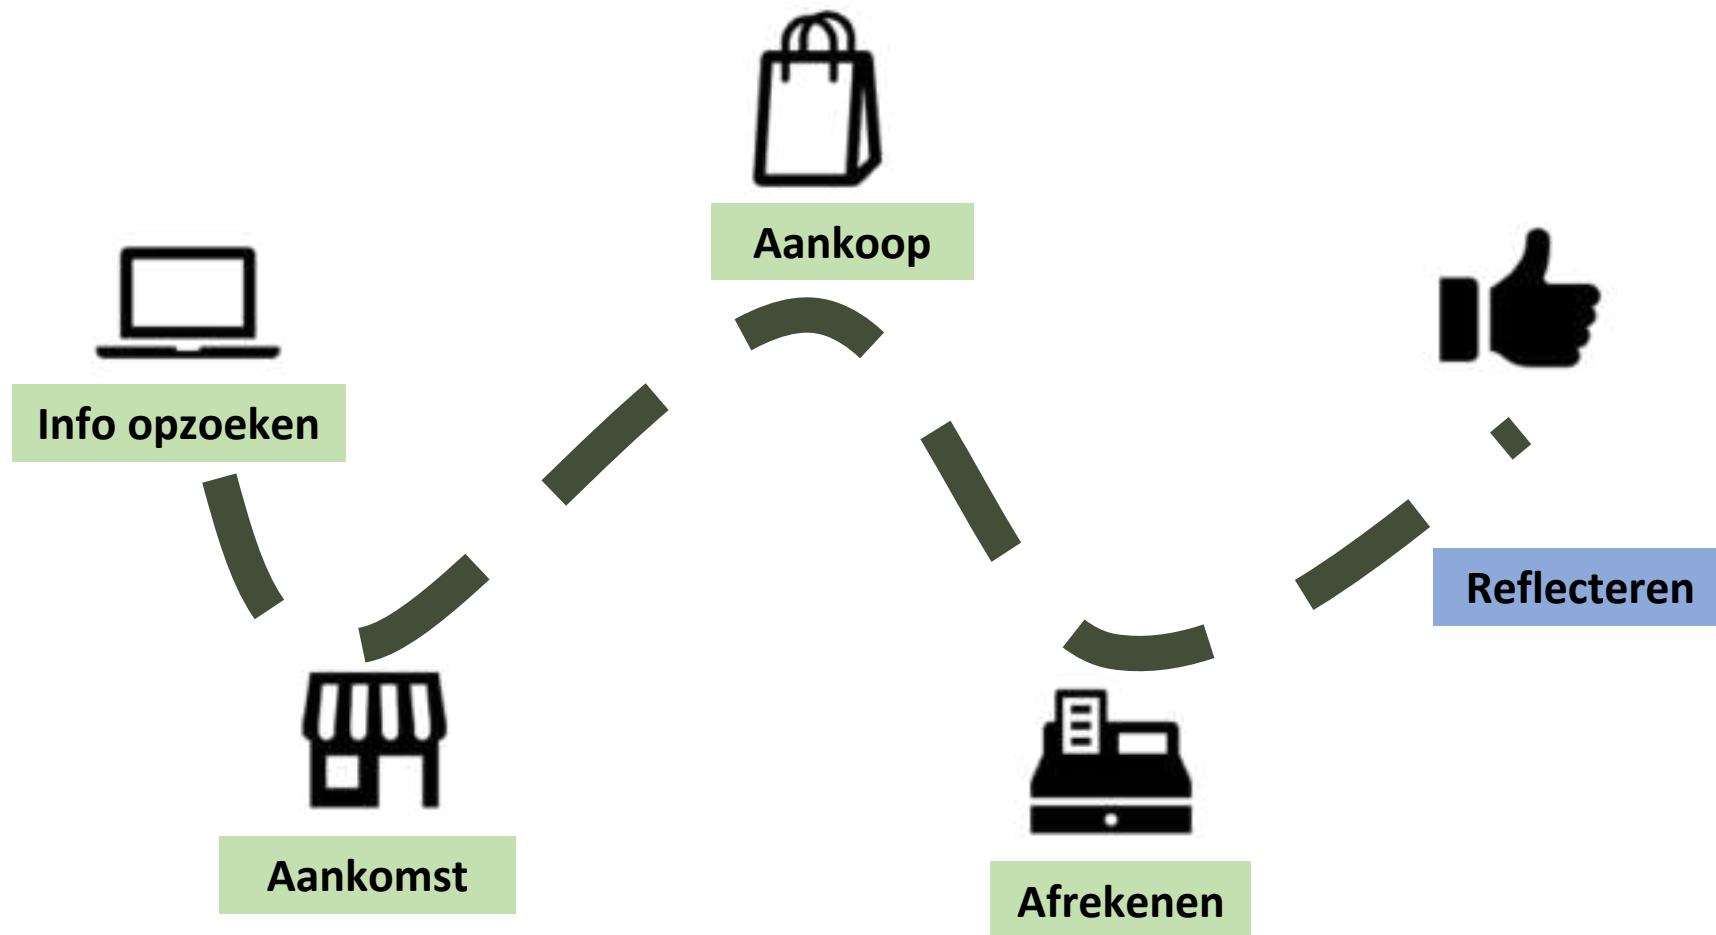 Info opzoeken
Aankomst
Aankoop
Afrekenen
Reflecteren